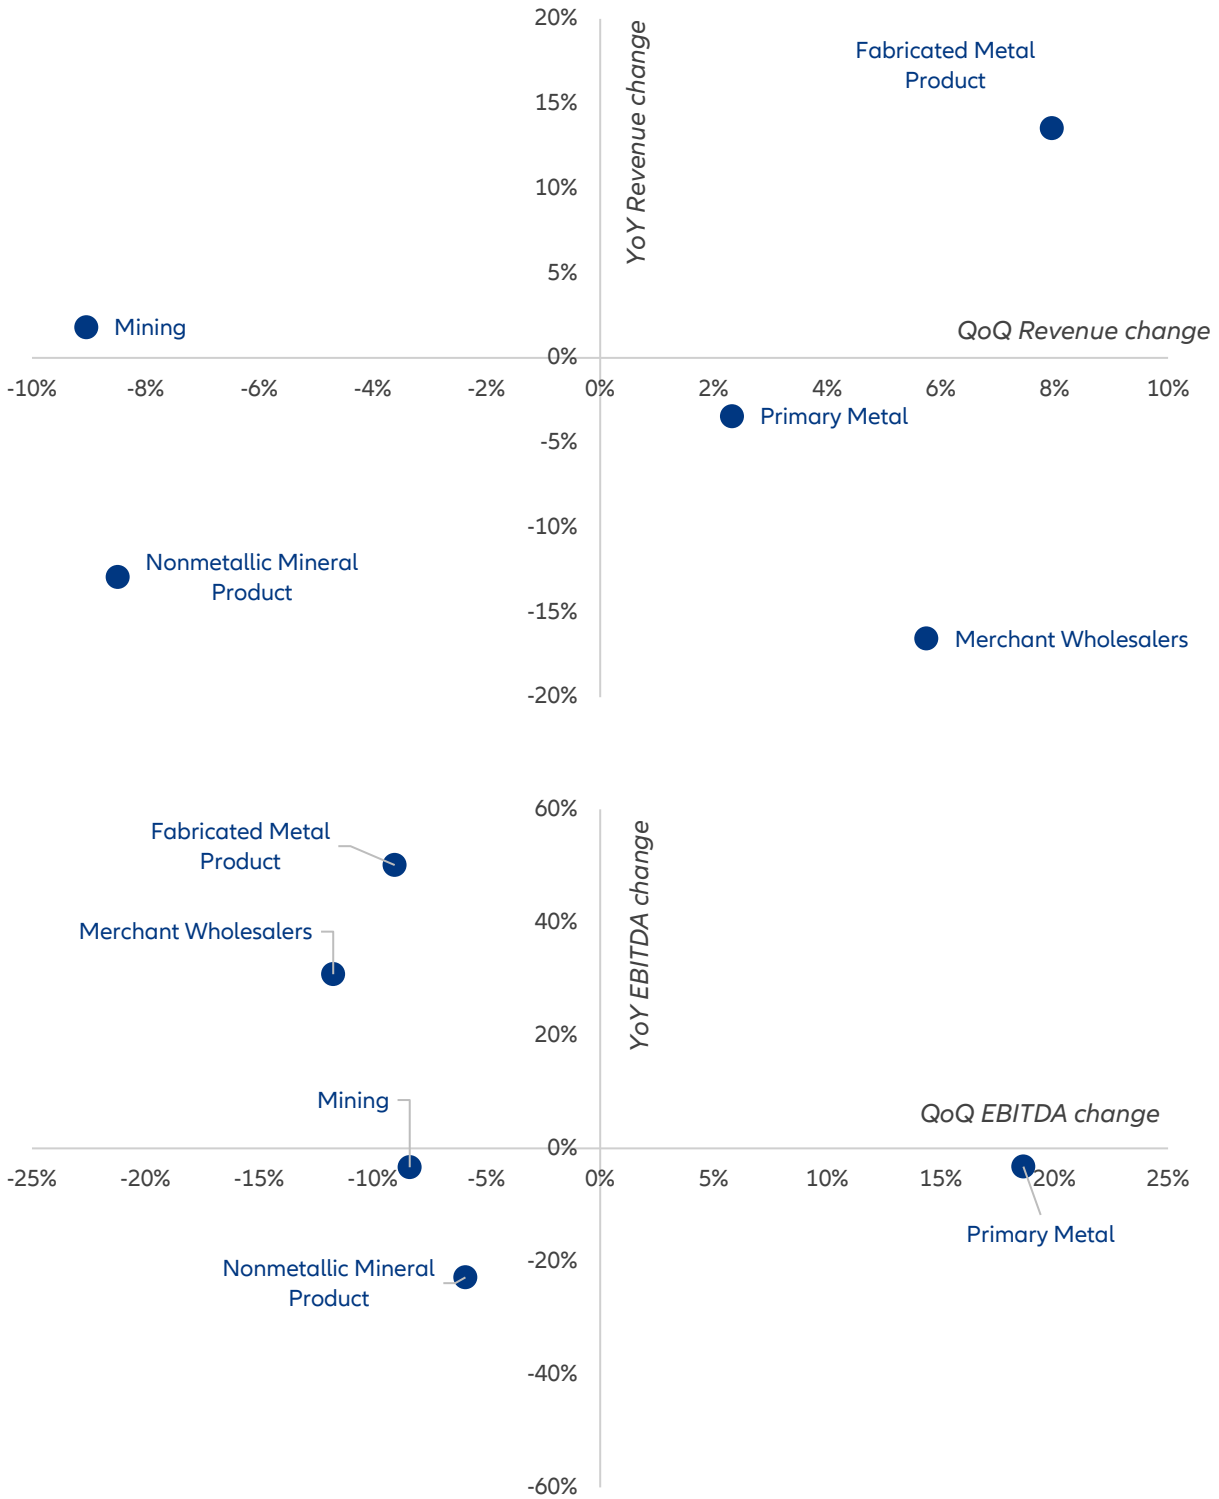 20%
YoY Revenue change
Fabricated Metal
Product
15%
10%
5%
Mining
QoQ Revenue change
0%
-10% -8% -6% -4% -2% 0% 2% 4% 6% 8% 10%
Primary Metal
-5%
-10%
Nonmetallic Mineral
Product
-15%
Merchant Wholesalers
-20%
60%
YoY EBITDA change
Fabricated Metal
Product
40%
Merchant Wholesalers
20%
Mining
QoQ EBITDA change
0%
-25% -20% -15% -10% -5% 0% 5% 10% 15% 20% 25%
Primary Metal
-20%
Nonmetallic Mineral
Product
-40%
-60%